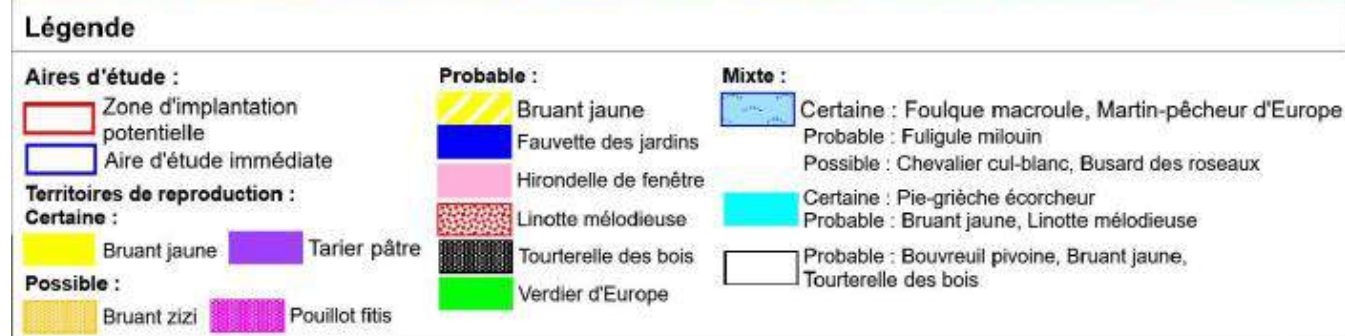 Légende
Aires d'étude :
Zone d'implantation
potentielle
Aire d'étude immédiate
Territoires de reproduction :
Certaine :
Bruant jaune
Tarier pâtre
Possible :
Bruant zizi
Pouillot fitis
Probable :
Bruant jaune
Fauvette des jardins
Hirondelle de fenêtre
Linotte mélodieuse
Tourterelle des bois
Verdier d'Europe
Mixte :
Certaine : Foulque macroule, Martin-pêcheur d'Europe
Probable : Fuligule milouin
Possible : Chevalier cul-blanc, Busard des roseaux
Certaine : Pie-grièche écorcheur
Probable : Bruant jaune, Linotte mélodieuse
Probable : Bouvreuil pivoine, Bruant jaune,
Tourterelle des bois